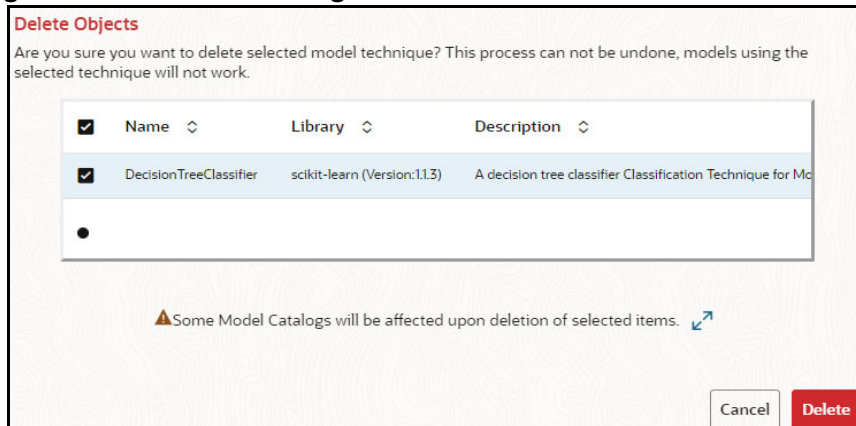 Delete Objects
Are you sure you want to delete selected model technique? This process can not be undone, models using the
selected technique will not work.
Name Library Description
DecisionTreeClassifier scikit-learn (Version:1.1.3) A decision tree classifier Classification Technique for Mo
Some Model Catalogs will be affected upon deletion of selected items.
Cancel Delete